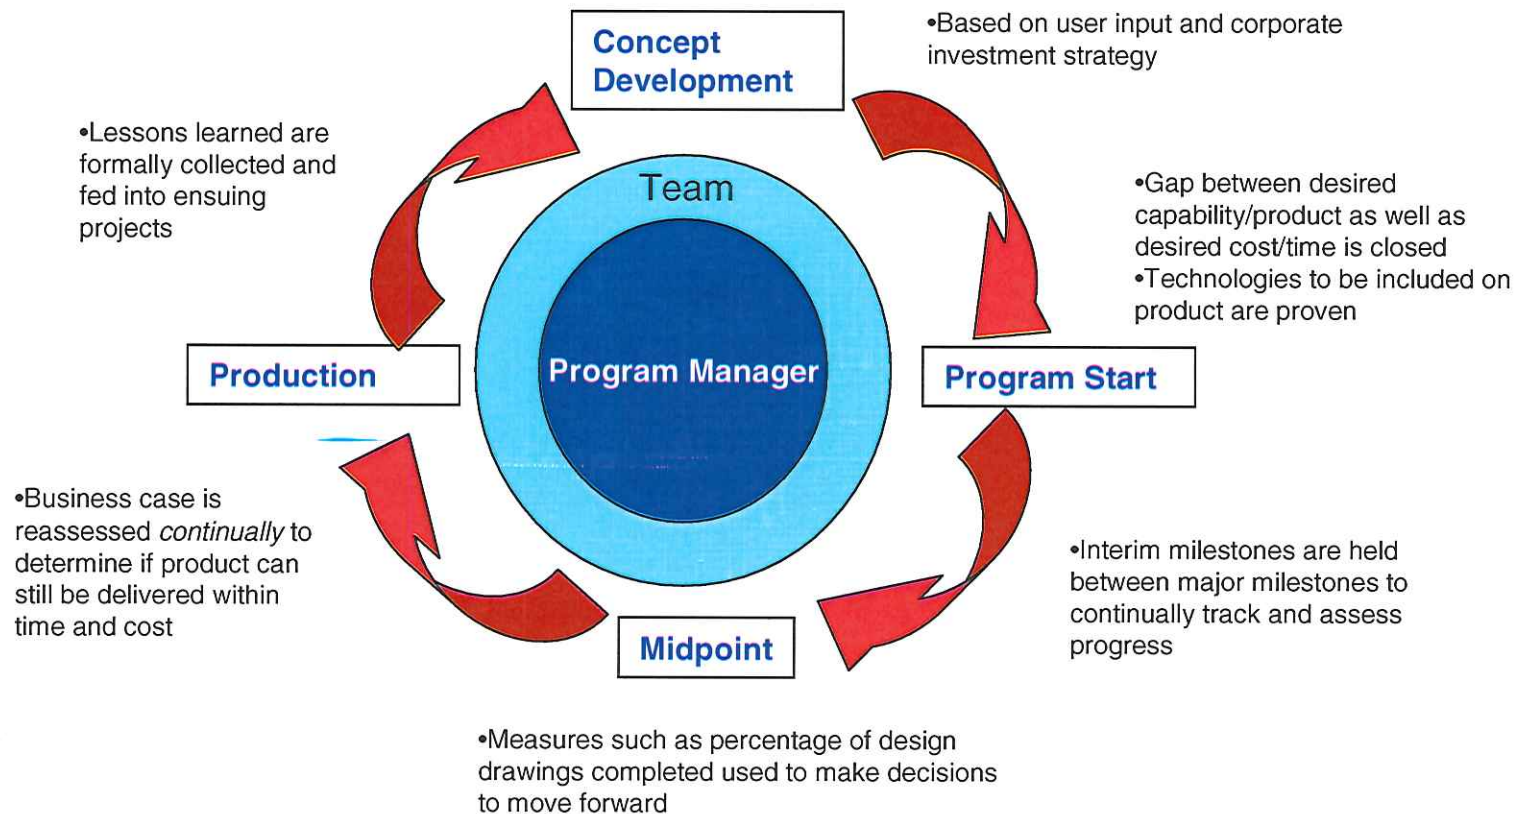 Concept
Development
•Based on user input and corporate
investment strategy
•Lessons learned are
formally collected and
fed into ensuing
projects
Team
•Gap between desired
capability/product as well as
desired cost/time is closed
•Technologies to be included on
product are proven
Production
Program Manager
Program Start
•Business case is
reassessed continually to
determine if product can
still be delivered within
time and cost
•Interim milestones are held
between major milestones to
continually track and assess
progress
Midpoint
•Measures such as percentage of design
drawings completed used to make decisions
to move forward